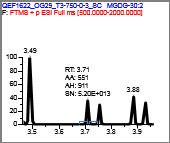 QEF1622_OG29_T3-750-0-3_SC MGDG-30:2
F: FTMS + p ESI Full ms [500.0000-2000.0000]
3.49
100
80
60
40
20
0
RT: 3.71
AA: 551
AH: 911
BN: 5.20E+013
3.88
3.5 3.6 3.7 3.8 3.9